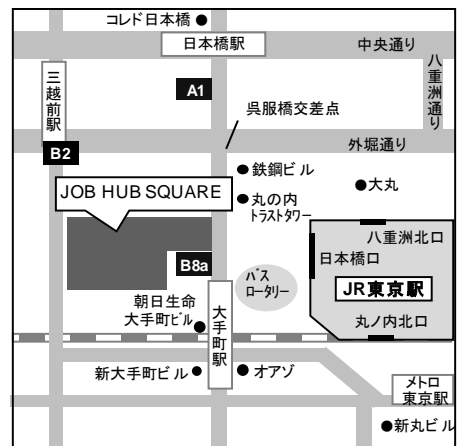 コレド日本橋
日本橋駅
中央通り
八重洲通り
三越前駅
A1
呉服橋交差点
B2
外堀通り
鉄鋼ビル
大丸
JOB HUB SQUARE
丸の内
トラストタワー
八重洲北口
日本橋口
B8a
バス
ロータリー
JR東京駅
朝日生命
大手町ビル
大手町駅
丸ノ内北口
新大手町ビル
オアゾ
メトロ
東京駅
新丸ビル